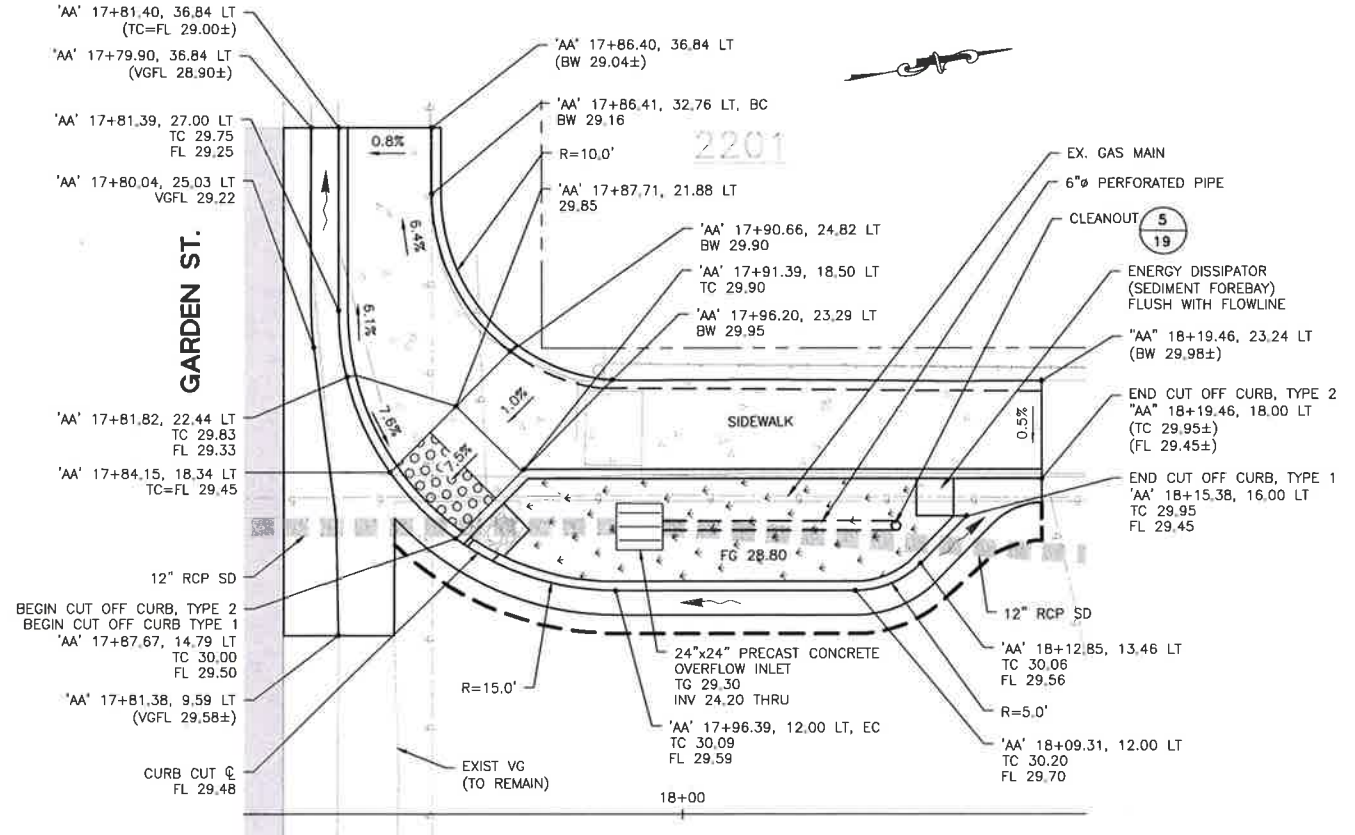 'AA' 17+81.40, 36.84 LT
(TC=FL 29.00±)
'AA' 17+79.90, 36.84 LT
(VGFL 28.90±)
'AA' 17+81.39, 27.00 LT
TC 29.75
FL 29.25
'AA' 17+80.04, 25.03 LT
VGFL 29.22
GARDEN ST.
'AA' 17+81.82, 22.44 LT
TC 29.83
FL 29.33
'AA' 17+84.15, 18.34 LT
TC=FL 29.45
12" RCP SD
BEGIN CUT OFF CURB, TYPE 2
BEGIN CUT OFF CURB TYPE 1
'AA' 17+87.67, 14.79 LT
TC 30.00
FL 29.50
'AA' 17+81.38, 9.59 LT
(VGFL 29.58±)
CURB CUT ℄
FL 29.48
'AA' 17+86.40, 36.84 LT
(BW 29.04±)
'AA' 17+86.41, 32.76 LT, BC
BW 29.16
R=10.0'
'AA' 17+87.71, 21.88 LT
29.85
2201
'AA' 17+90.66, 24.82 LT
BW 29.90
'AA' 17+91.39, 18.50 LT
TC 29.90
'AA' 17+96.20, 23.29 LT
BW 29.95
0.8%
6.4%
6.1%
7.6%
1.0%
7.5%
0.5%
SIDEWALK
FG 28.80
EX. GAS MAIN
6"ø PERFORATED PIPE
CLEANOUT
5
19
ENERGY DISSIPATOR
(SEDIMENT FOREBAY)
FLUSH WITH FLOWLINE
"AA" 18+19.46, 23.24 LT
(BW 29.98±)
END CUT OFF CURB, TYPE 2
"AA" 18+19.46, 18.00 LT
(TC 29.95±)
(FL 29.45±)
END CUT OFF CURB, TYPE 1
'AA' 18+15.38, 16.00 LT
TC 29.95
FL 29.45
12" RCP SD
'AA' 18+12.85, 13.46 LT
TC 30.06
FL 29.56
R=5.0'
'AA' 18+09.31, 12.00 LT
TC 30.20
FL 29.70
24"x24" PRECAST CONCRETE
OVERFLOW INLET
TG 29.30
INV 24.20 THRU
R=15.0'
'AA' 17+96.39, 12.00 LT, EC
TC 30.09
FL 29.59
EXIST VG
(TO REMAIN)
18+00